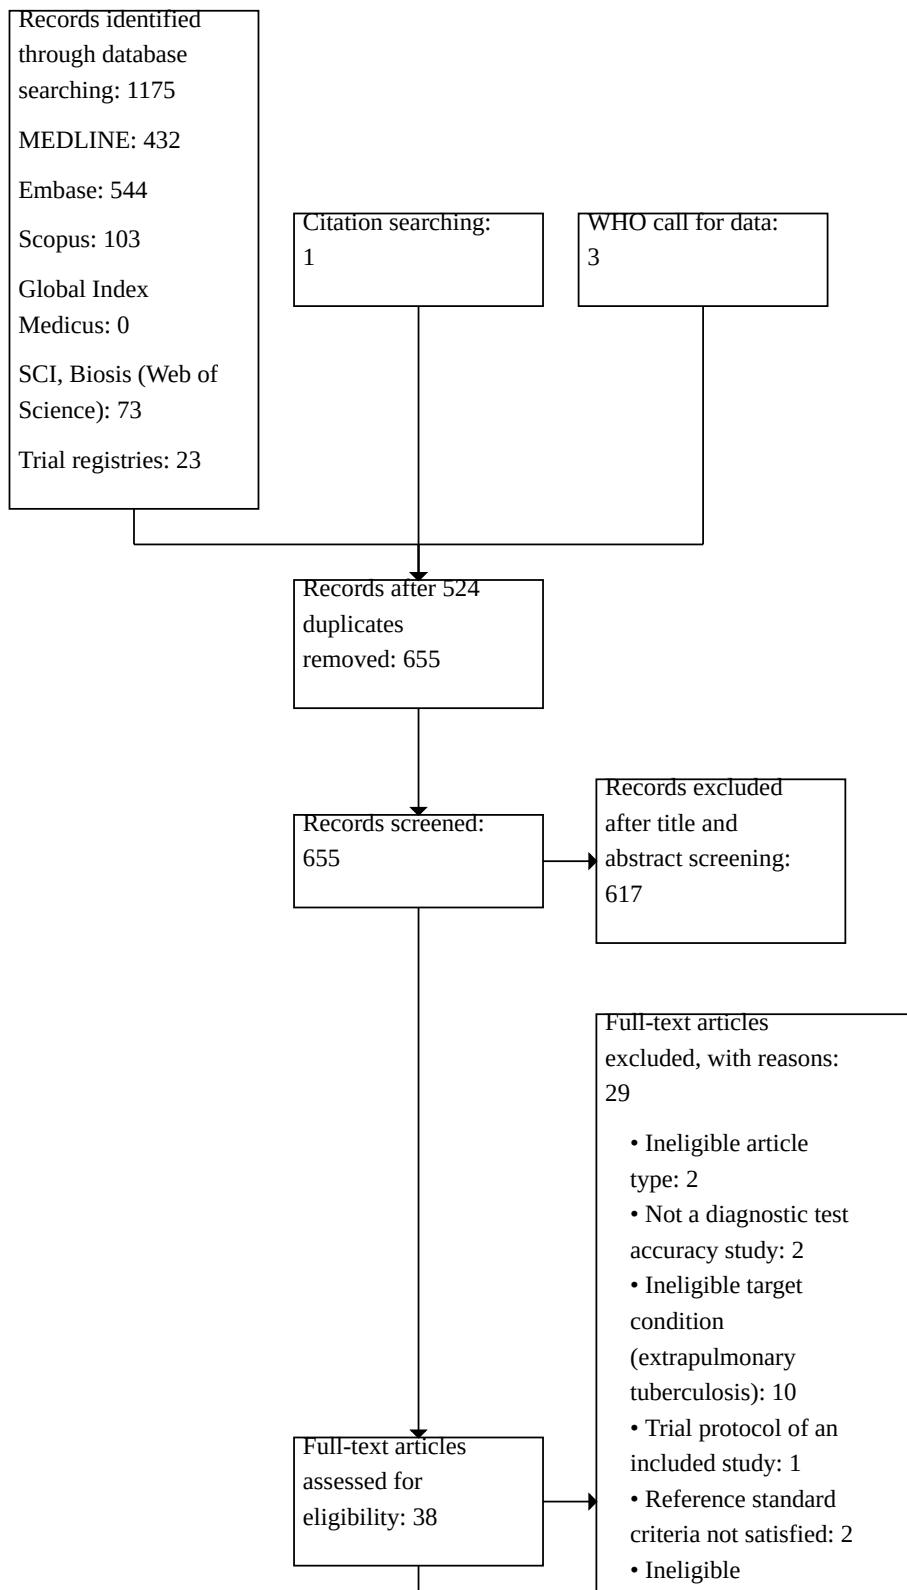 Records identified
through database
searching: 1175
MEDLINE: 432
Embase: 544
Scopus: 103
Global Index
Medicus: 0
SCI, Biosis (Web of
Science): 73
Trial registries: 23
Citation searching:
1
WHO call for data:
3
Records after 524
duplicates
removed: 655
Records screened:
655
Records excluded
after title and
abstract screening:
617
Full-text articles
assessed for
eligibility: 38
Full-text articles
excluded, with reasons:
29
• Ineligible article
type: 2
• Not a diagnostic test
accuracy study: 2
• Ineligible target
condition
(extrapulmonary
tuberculosis): 10
• Trial protocol of an
included study: 1
• Reference standard
criteria not satisfied: 2
• Ineligible